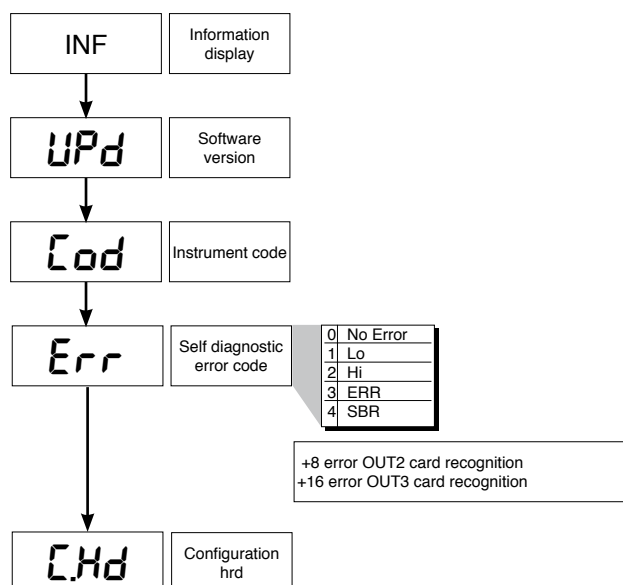 INF
Information
display
UPd
Software
version
Cod
Instrument code
Err
Self diagnostic
error code
0 No Error
1 Lo
2 Hi
3 ERR
4 SBR
+8 error OUT2 card recognition
+16 error OUT3 card recognition
C.Hd
Configuration
hrd